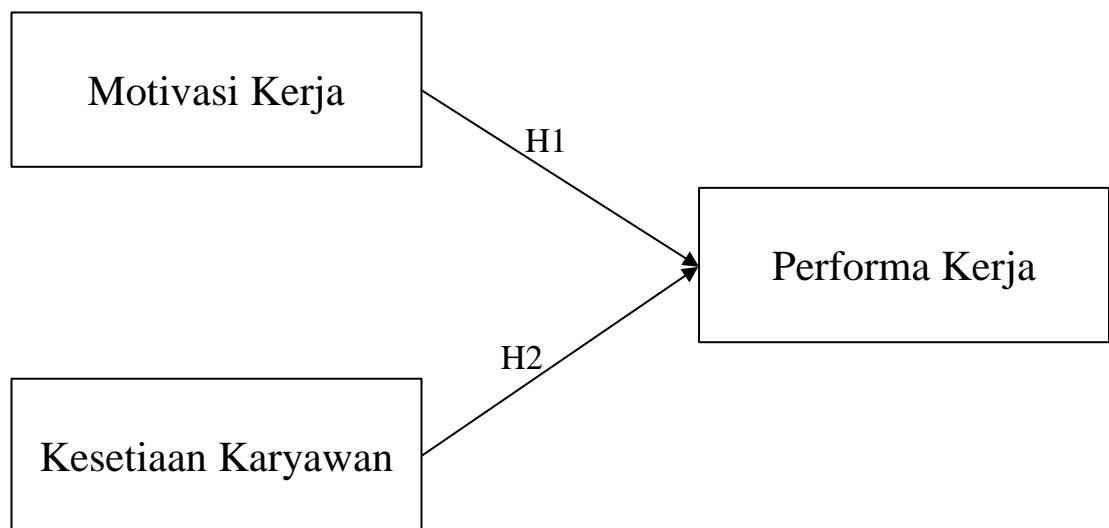 Motivasi Kerja
H1
Performa Kerja
H2
Kesetiaan Karyawan